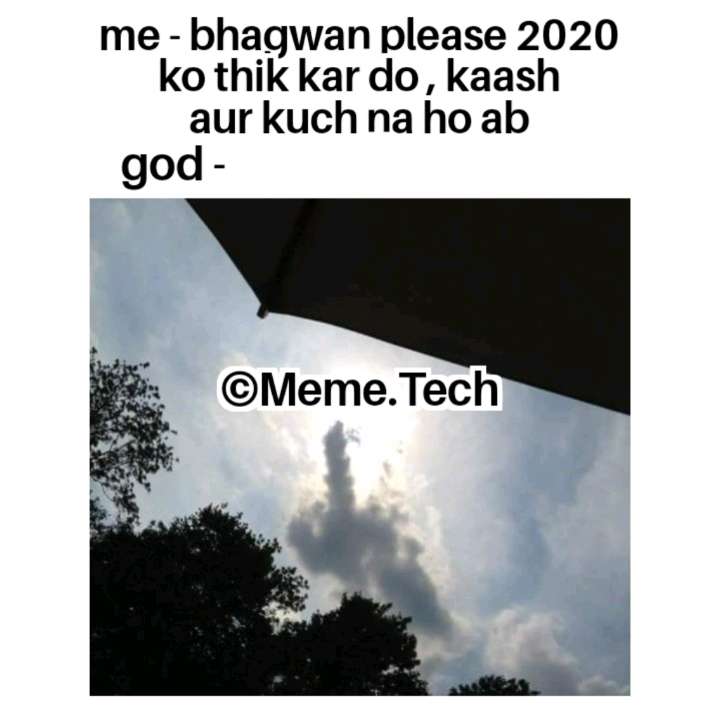 me - bhagwan please 2020
ko thik kar do , kaash
aur kuch na ho ab
god -
©Meme.Tech